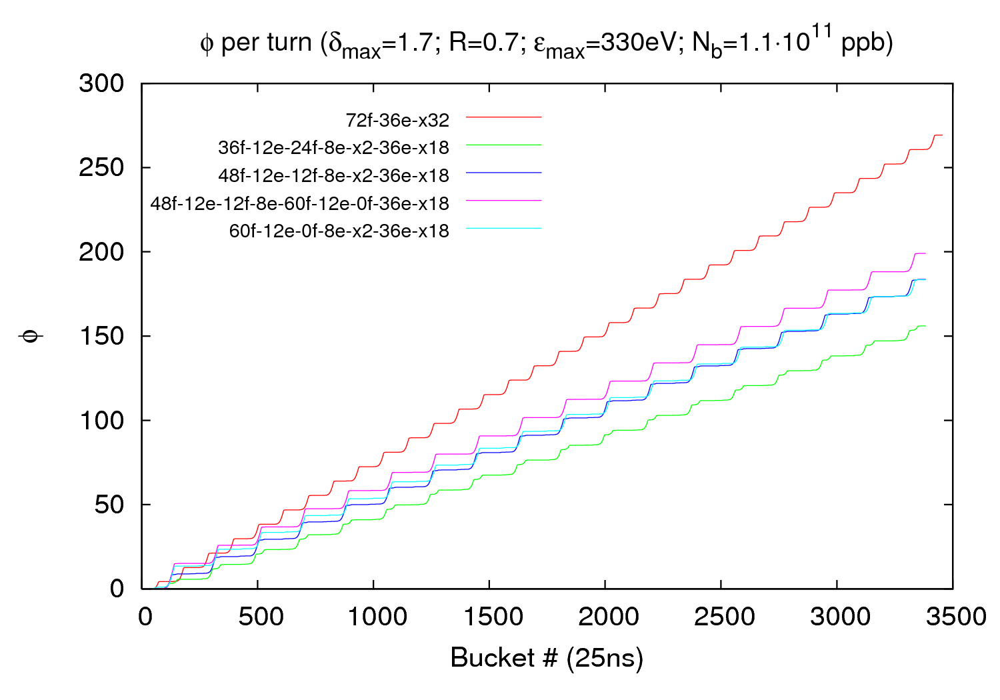 ϕ per turn (δmax=1.7; R=0.7; εmax=330eV; Nb=1.1·10^11 ppb)
300
250
200
150
100
50
0
72f-36e-x32
36f-12e-24f-8e-x2-36e-x18
48f-12e-12f-8e-x2-36e-x18
48f-12e-12f-8e-60f-12e-0f-36e-x18
60f-12e-0f-8e-x2-36e-x18
ϕ
0 500 1000 1500 2000 2500 3000 3500
Bucket # (25ns)